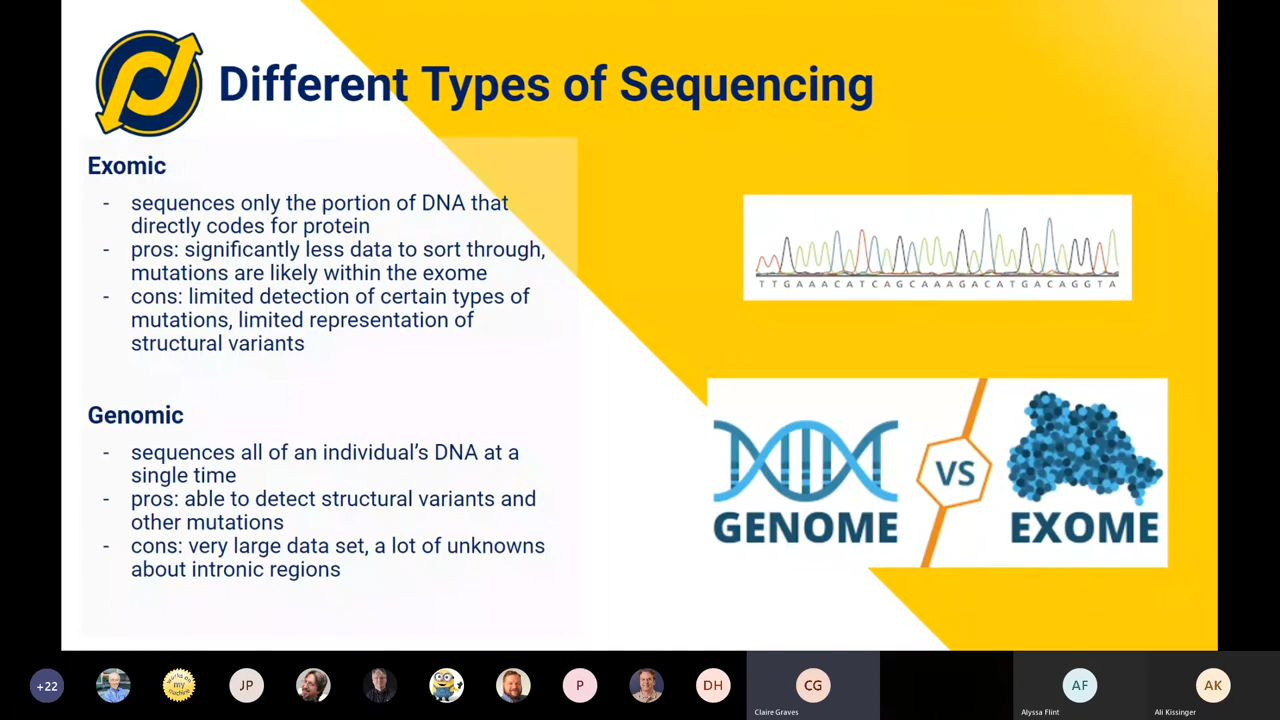 Different Types of Sequencing
Exomic
- sequences only the portion of DNA that
directly codes for protein
- pros: significantly less data to sort through,
mutations are likely within the exome
- cons: limited detection of certain types of
mutations, limited representation of
structural variants
Genomic
- sequences all of an individual's DNA at a
single time
- pros: able to detect structural variants and
other mutations
- cons: very large data set, a lot of unknowns
about intronic regions
T T G A A A C A T C A G C A A A G A C A T G A C A G G T A
GENOME
VS
EXOME
+22
works on
my
machine
JP
P
DH
CG
Claire Graves
AF
Alyssa Flint
AK
Ali Kissinger